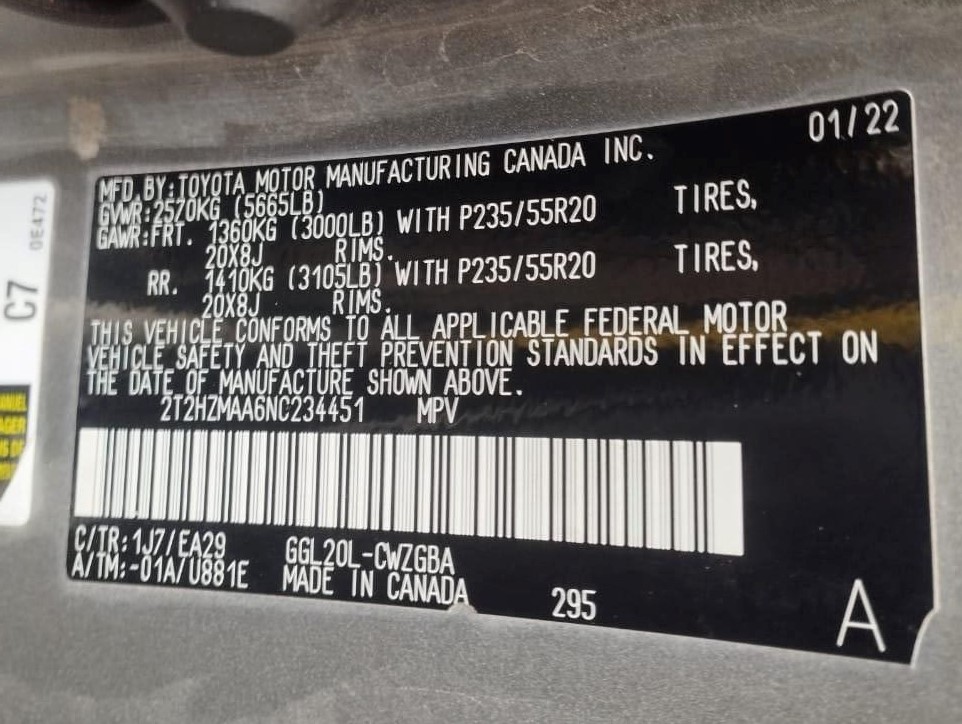 01/22
MFD. BY: TOYOTA MOTOR MANUFACTURING CANADA INC.
GVWR: 2570KG (5665LB)
GAWR: FRT. 1360KG (3000LB) WITH P235/55R20 TIRES,
20X8J RIMS.
RR. 1410KG (3105LB) WITH P235/55R20 TIRES,
20X8J RIMS.
THIS VEHICLE CONFORMS TO ALL APPLICABLE FEDERAL MOTOR
VEHICLE SAFETY AND THEFT PREVENTION STANDARDS IN EFFECT ON
THE DATE OF MANUFACTURE SHOWN ABOVE.
2T2HZMAA6NC234451 MPV
C/TR: 1J7/EA29 GGL20L-CWZGBA
A/TM: -01A/U881E MADE IN CANADA
295
A
C7
0E472